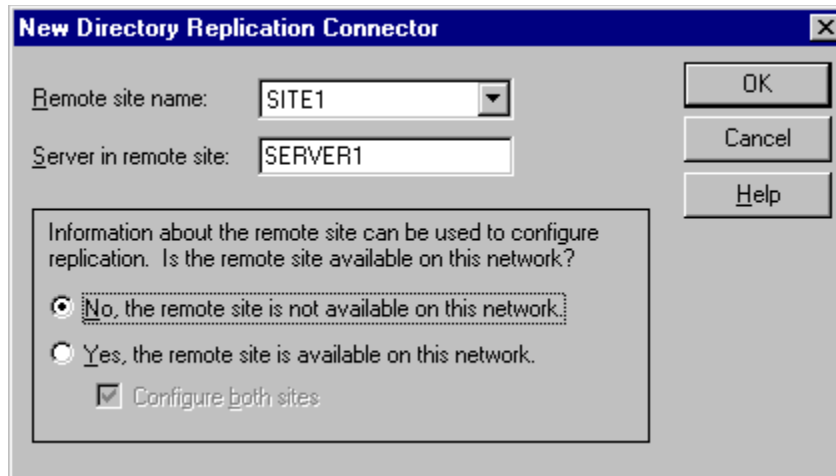 New Directory Replication Connector
Remote site name:
SITE1
Server in remote site:
SERVER1
OK
Cancel
Help
Information about the remote site can be used to configure
replication. Is the remote site available on this network?
No, the remote site is not available on this network.
Yes, the remote site is available on this network.
Configure both sites